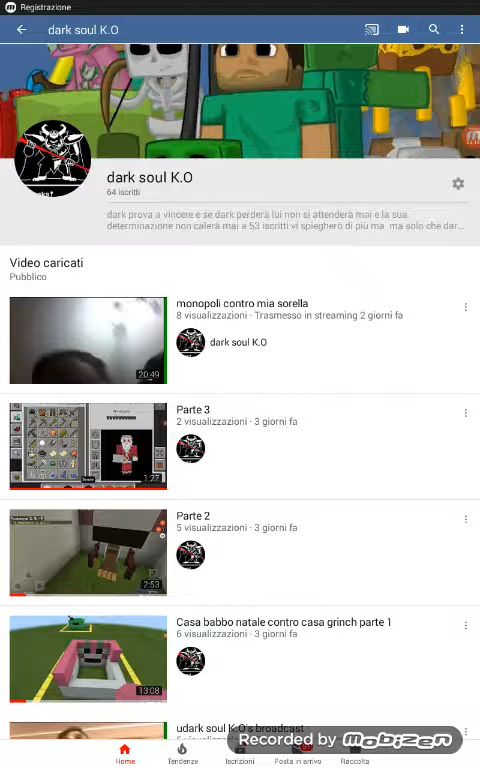 Registrazione
dark soul K.O
dark soul K.O
64 iscritti
dark prova a vincere e se dark perderà lui non si attenderà mai e la sua
determinazione non calerà mai a 53 iscritti vi spiegherò di più ma ma solo che dar...
Video caricati
Pubblico
monopoli contro mia sorella
8 visualizzazioni · Trasmesso in streaming 2 giorni fa
dark soul K.O
20:49
Parte 3
2 visualizzazioni · 3 giorni fa
1:27
Parte 2
5 visualizzazioni · 3 giorni fa
2:53
Casa babbo natale contro casa grinch parte 1
6 visualizzazioni · 3 giorni fa
13:08
udark soul K.O's broadcast
Recorded by MOBIZEN
Home
Tendenze
Iscrizioni
Posta in arrivo
Raccolta